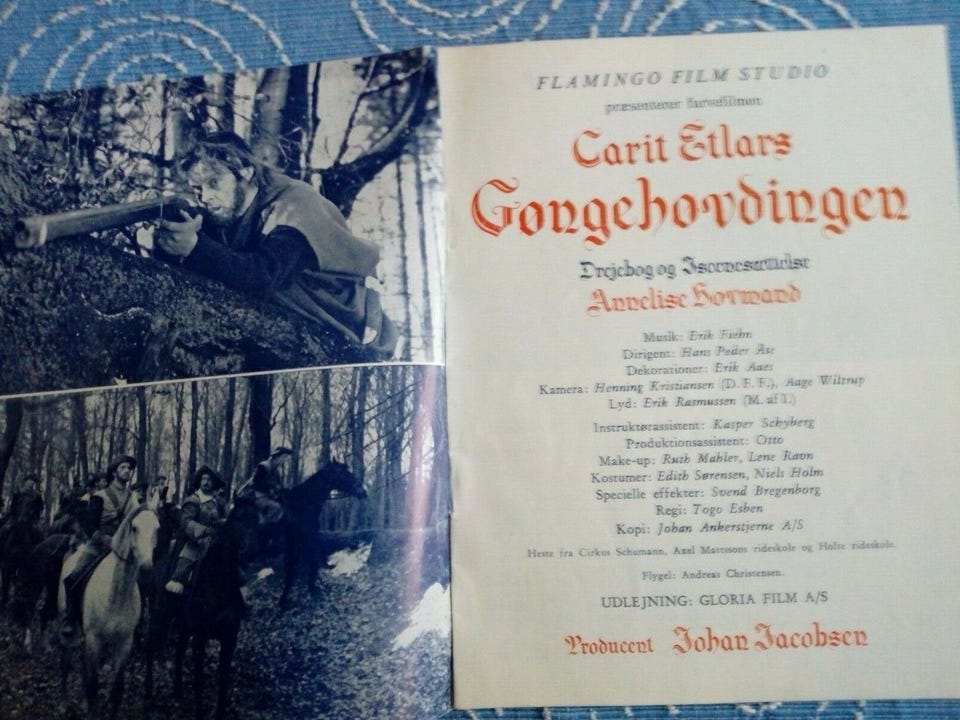 FLAMINGO FILM STUDIO
præsenterer farvefilmen
Carit Etlars
Gøngehøvdingen
Drejebog og Iscenesættelse
Annelise Hovmand
Musik: Erik Fiehn
Dirigent: Hans Peder Åse
Dekorationer: Erik Aaes
Kamera: Henning Kristiansen (D. F. F.), Aage Wiltrup
Lyd: Erik Rasmussen (M. af I.)
Instruktørassistent: Kasper Schyberg
Produktionsassistent: Otto
Make-up: Ruth Mahler, Lene Ravn
Kostumer: Edith Sørensen, Niels Holm
Specielle effekter: Svend Bregenborg
Regi: Togo Esben
Kopi: Johan Ankerstjerne A/S
Heste fra Cirkus Schumann, Axel Mattssons rideskole og Holte rideskole.
Flygel: Andreas Christensen.
UDLEJNING: GLORIA FILM A/S
Producent Johan Jacobsen